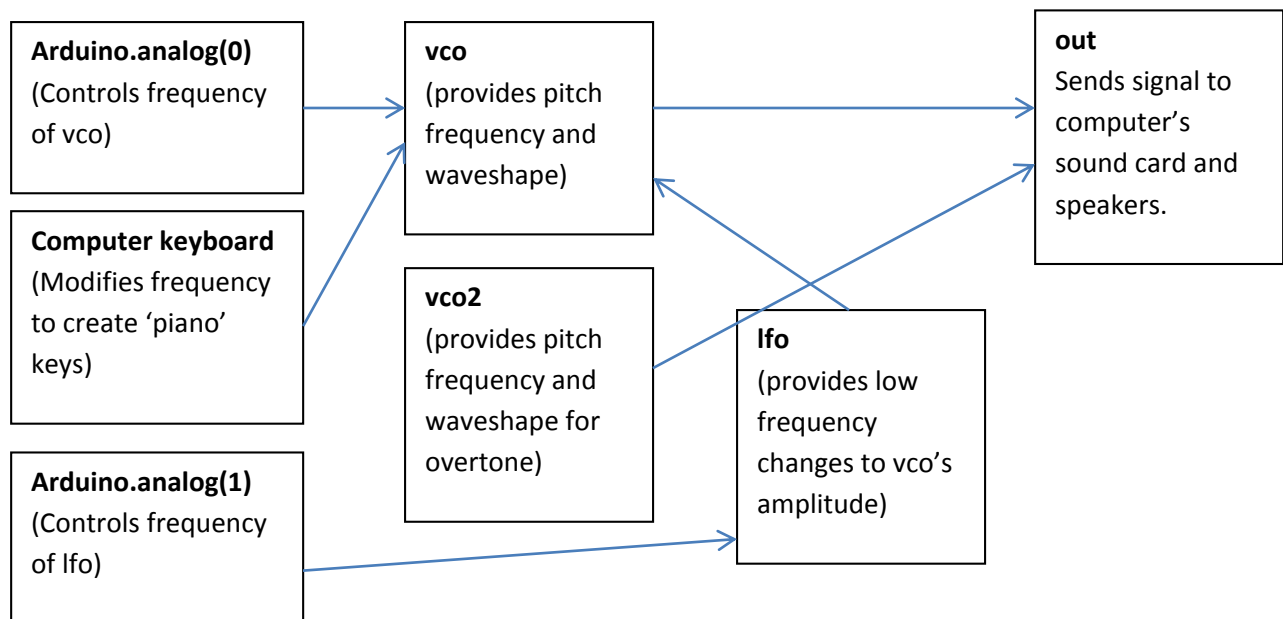 Arduino.analog(0)
(Controls frequency
of vco)
Computer keyboard
(Modifies frequency
to create ‘piano’
keys)
Arduino.analog(1)
(Controls frequency
of lfo)
vco
(provides pitch
frequency and
waveshape)
vco2
(provides pitch
frequency and
waveshape for
overtone)
lfo
(provides low
frequency
changes to vco’s
amplitude)
out
Sends signal to
computer’s
sound card and
speakers.